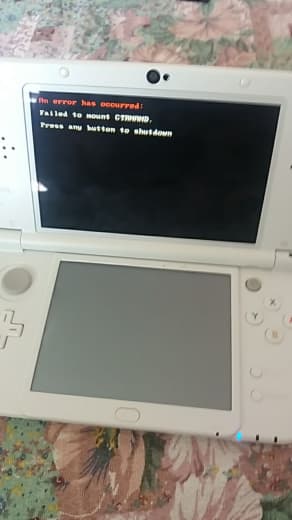 An error has occurred:
Failed to mount CTRNAND.
Press any button to shutdown
X
Y
B